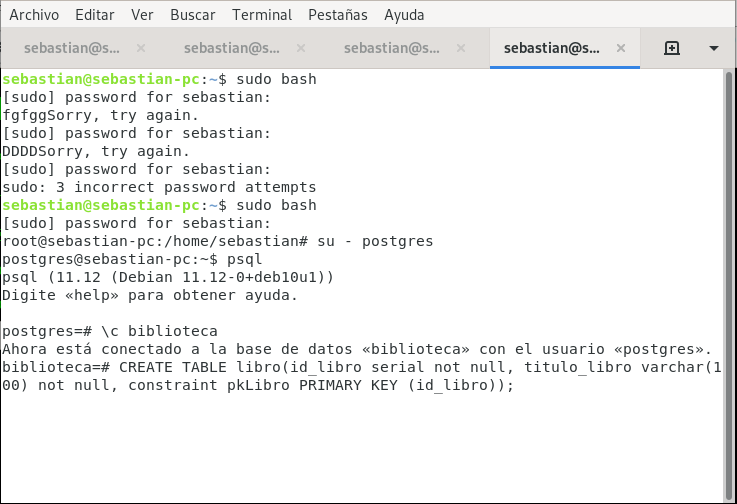 Archivo Editar Ver Buscar Terminal Pestañas Ayuda
sebastian@s... × sebastian@s... × sebastian@s... × sebastian@s... ×
sebastian@sebastian-pc:~$ sudo bash
[sudo] password for sebastian:
fgfggSorry, try again.
[sudo] password for sebastian:
DDDDSorry, try again.
[sudo] password for sebastian:
sudo: 3 incorrect password attempts
sebastian@sebastian-pc:~$ sudo bash
[sudo] password for sebastian:
root@sebastian-pc:/home/sebastian# su - postgres
postgres@sebastian-pc:~$ psql
psql (11.12 (Debian 11.12-0+deb10u1))
Digite «help» para obtener ayuda.
postgres=# \c biblioteca
Ahora está conectado a la base de datos «biblioteca» con el usuario «postgres».
biblioteca=# CREATE TABLE libro(id_libro serial not null, titulo_libro varchar(1
00) not null, constraint pkLibro PRIMARY KEY (id_libro));